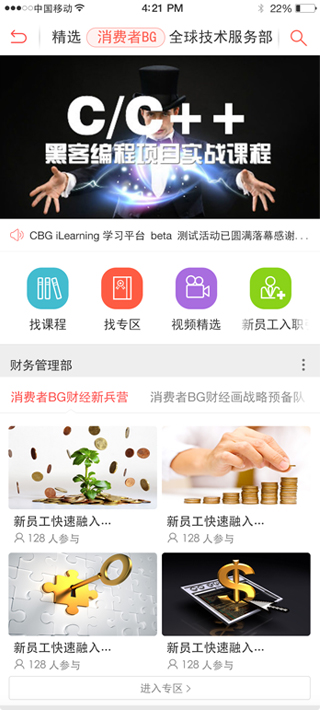 中国移动 4:21 PM 22%
精选 消费者BG 全球技术服务部
C/C++
黑客编程项目实战课程
CBG iLearning 学习平台 beta 测试活动已圆满落幕感谢...
找课程 找专区 视频精选 新员工入职
财务管理部
消费者BG财经新兵营 消费者BG财经画战略预备队
新员工快速融入... 新员工快速融入...
128 人参与 128 人参与
新员工快速融入... 新员工快速融入...
128 人参与 128 人参与
进入专区 >